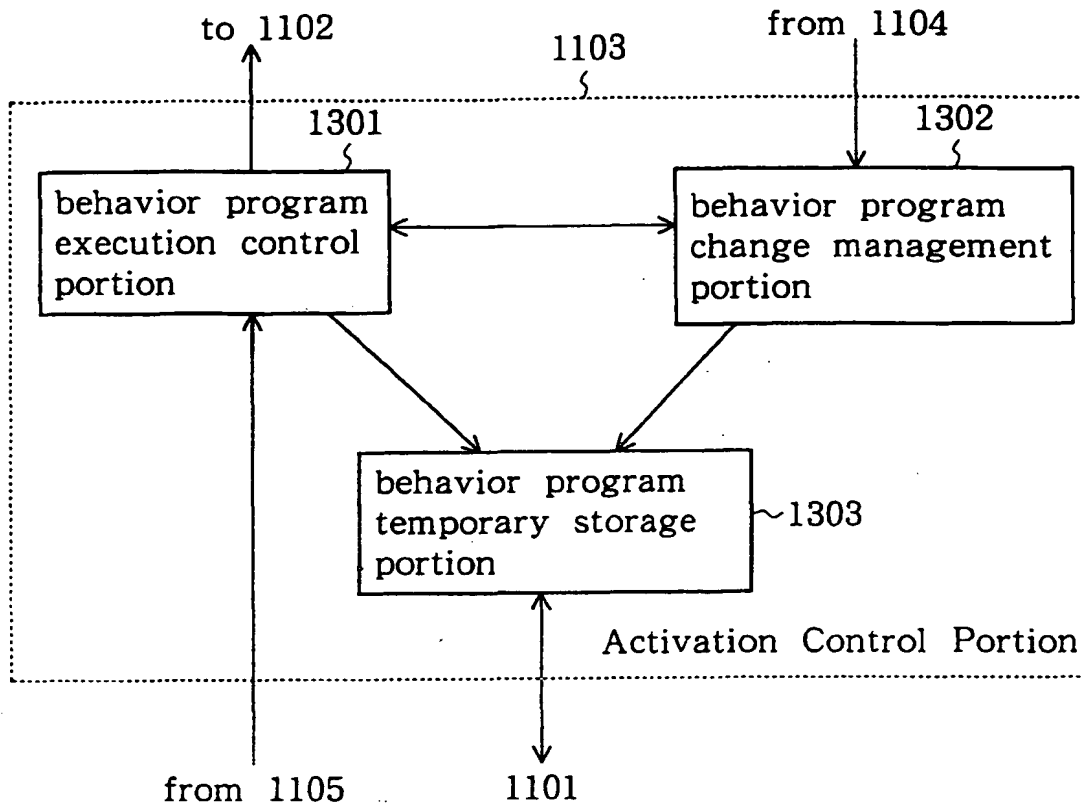 to 1102
from 1104
1103
1301
1302
behavior program
execution control
portion
behavior program
change management
portion
behavior program
temporary storage
portion
1303
Activation Control Portion
from 1105
1101